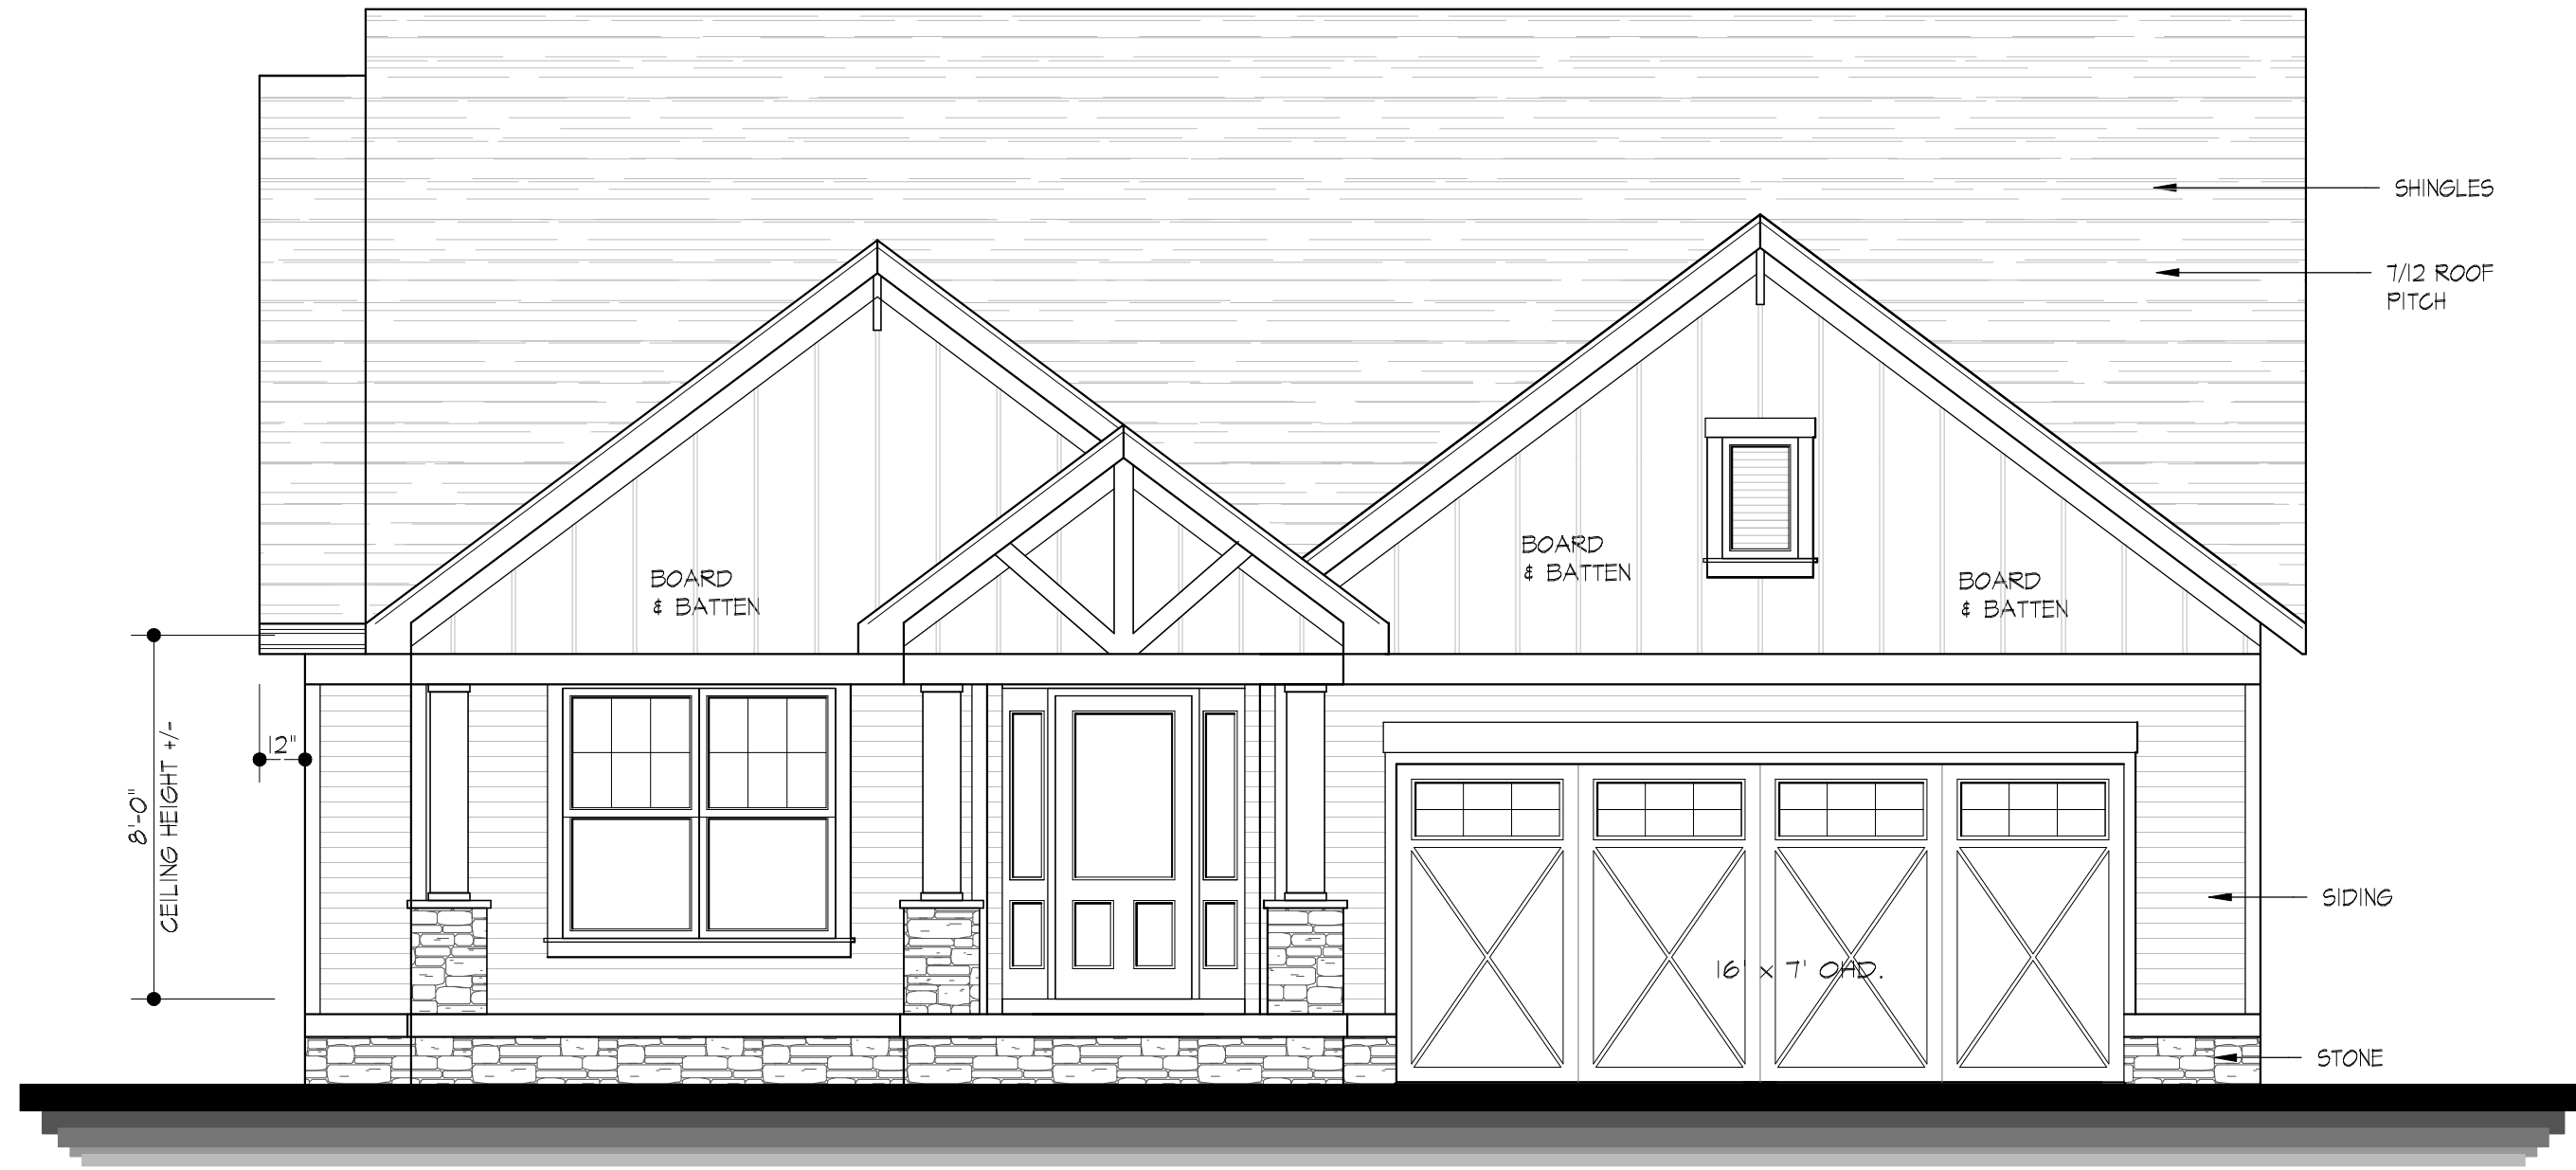 SHINGLES
7/12 ROOF
PITCH
BOARD
& BATTEN
BOARD
& BATTEN
BOARD
& BATTEN
12"
8'-0"
CEILING HEIGHT +/-
SIDING
16' x 7' OHD.
STONE